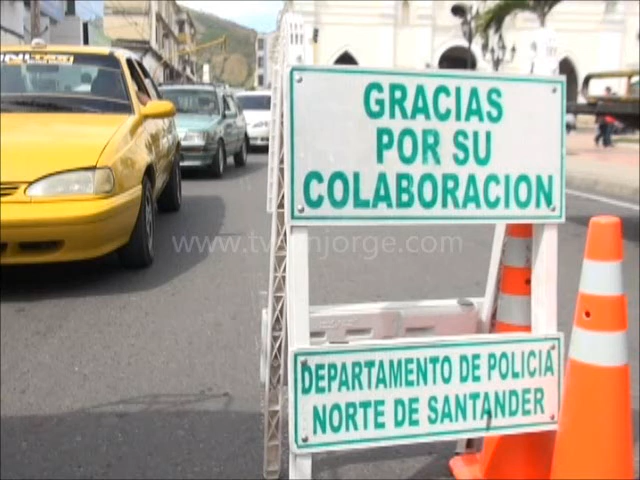 GRACIAS
POR SU
COLABORACION
DEPARTAMENTO DE POLICIA
NORTE DE SANTANDER